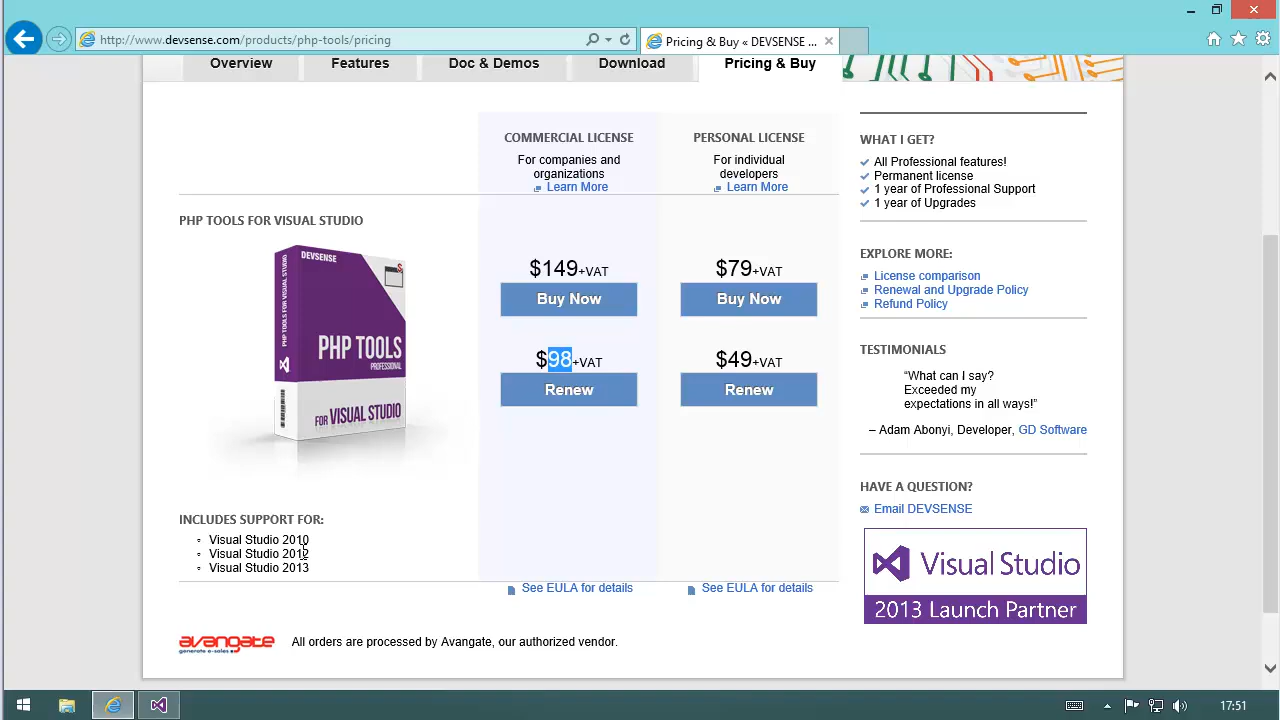 http://www.devsense.com/products/php-tools/pricing
Pricing & Buy « DEVSENSE ...
Overview
Features
Doc & Demos
Download
Pricing & Buy
COMMERCIAL LICENSE
For companies and
organizations
Learn More
PERSONAL LICENSE
For individual
developers
Learn More
PHP TOOLS FOR VISUAL STUDIO
DEVSENSE
PHP TOOLS FOR VISUAL STUDIO
PHP TOOLS
PROFESSIONAL
FOR VISUAL STUDIO
$149+VAT
Buy Now
$79+VAT
Buy Now
$98+VAT
Renew
$49+VAT
Renew
INCLUDES SUPPORT FOR:
Visual Studio 2010
Visual Studio 2012
Visual Studio 2013
See EULA for details
See EULA for details
avangate
generate e-sales
All orders are processed by Avangate, our authorized vendor.
WHAT I GET?
All Professional features!
Permanent license
1 year of Professional Support
1 year of Upgrades
EXPLORE MORE:
License comparison
Renewal and Upgrade Policy
Refund Policy
TESTIMONIALS
“What can I say?
Exceeded my
expectations in all ways!”
– Adam Abonyi, Developer, GD Software
HAVE A QUESTION?
Email DEVSENSE
Visual Studio
2013 Launch Partner
17:51